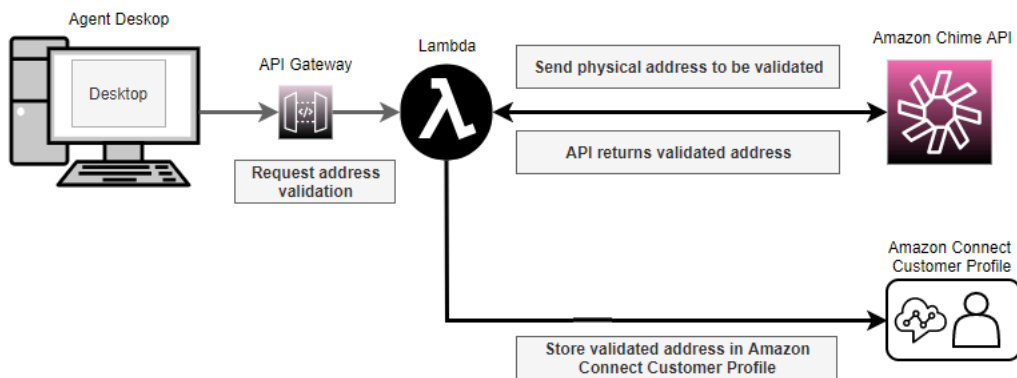 Agent Deskop
Desktop
API Gateway
Request address
validation
Lambda
Send physical address to be validated
API returns validated address
Amazon Chime API
Amazon Connect
Customer Profile
Store validated address in Amazon
Connect Customer Profile